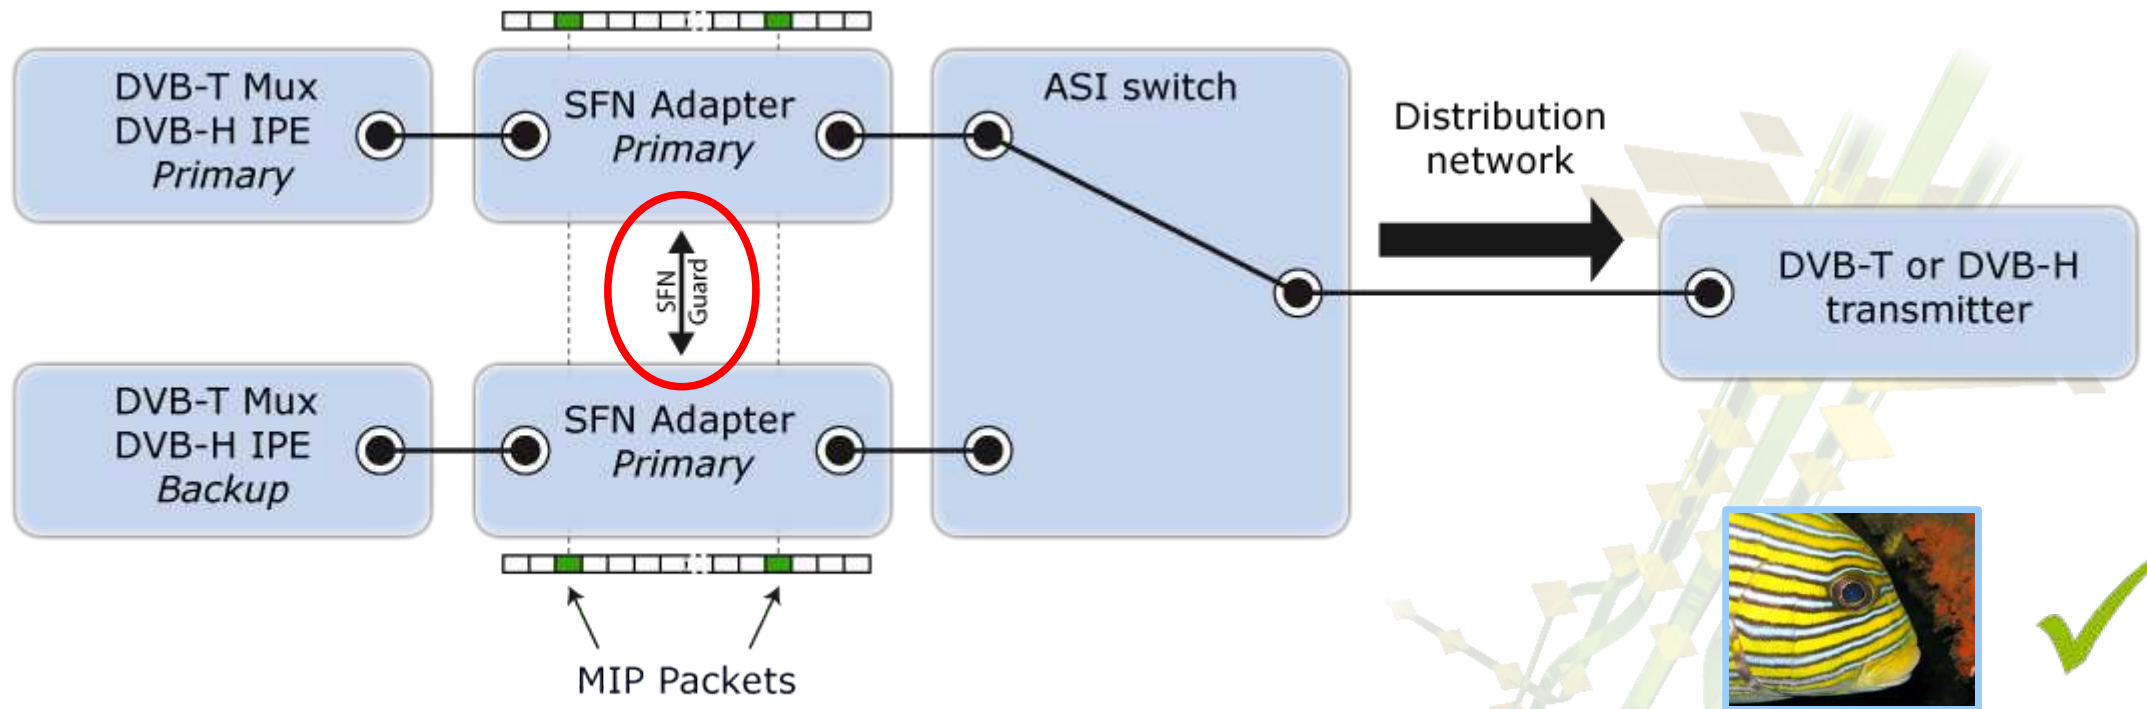 DVB-T Mux
DVB-H IPE
Primary
SFN Adapter
Primary
ASI switch
Distribution
network
SFN
Guard
DVB-T or DVB-H
transmitter
DVB-T Mux
DVB-H IPE
Backup
SFN Adapter
Primary
MIP Packets